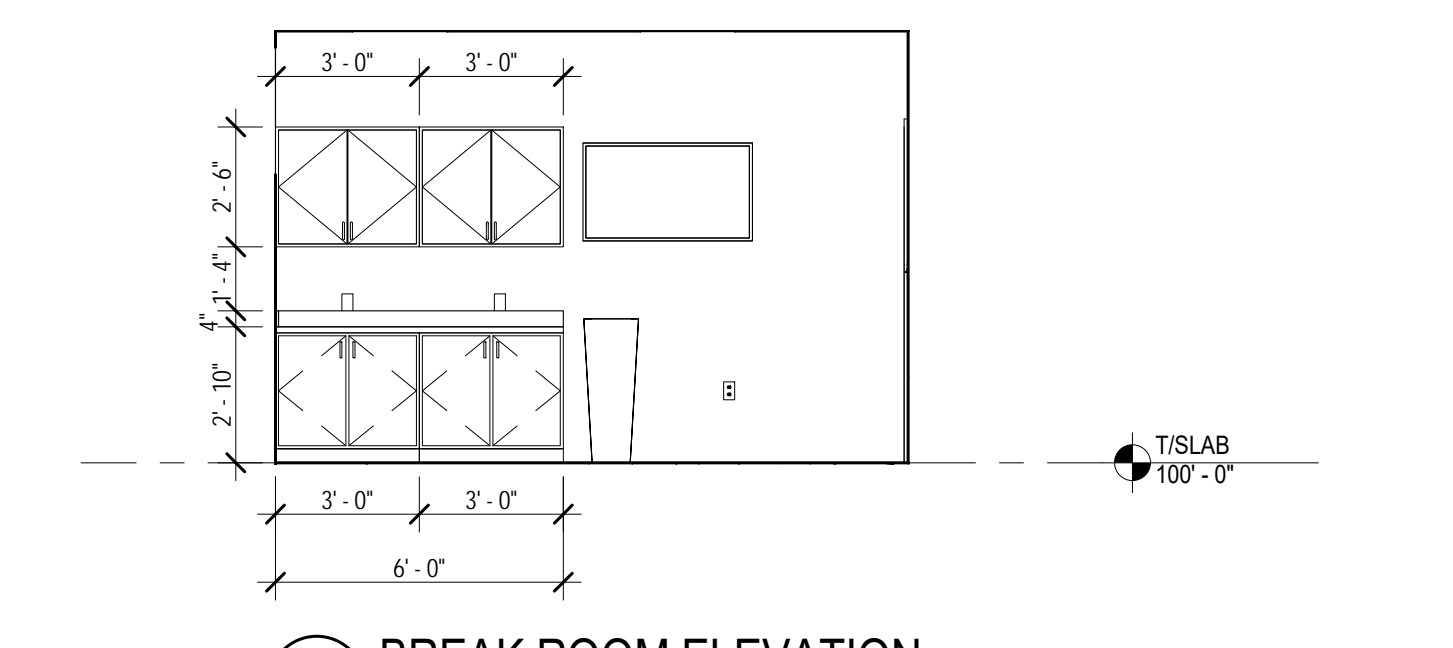 3' - 0" 3' - 0"
2' - 6"
1' - 4"
4"
2' - 10"
T/SLAB
100' - 0"
3' - 0" 3' - 0"
6' - 0"
BREAK ROOM ELEVATION